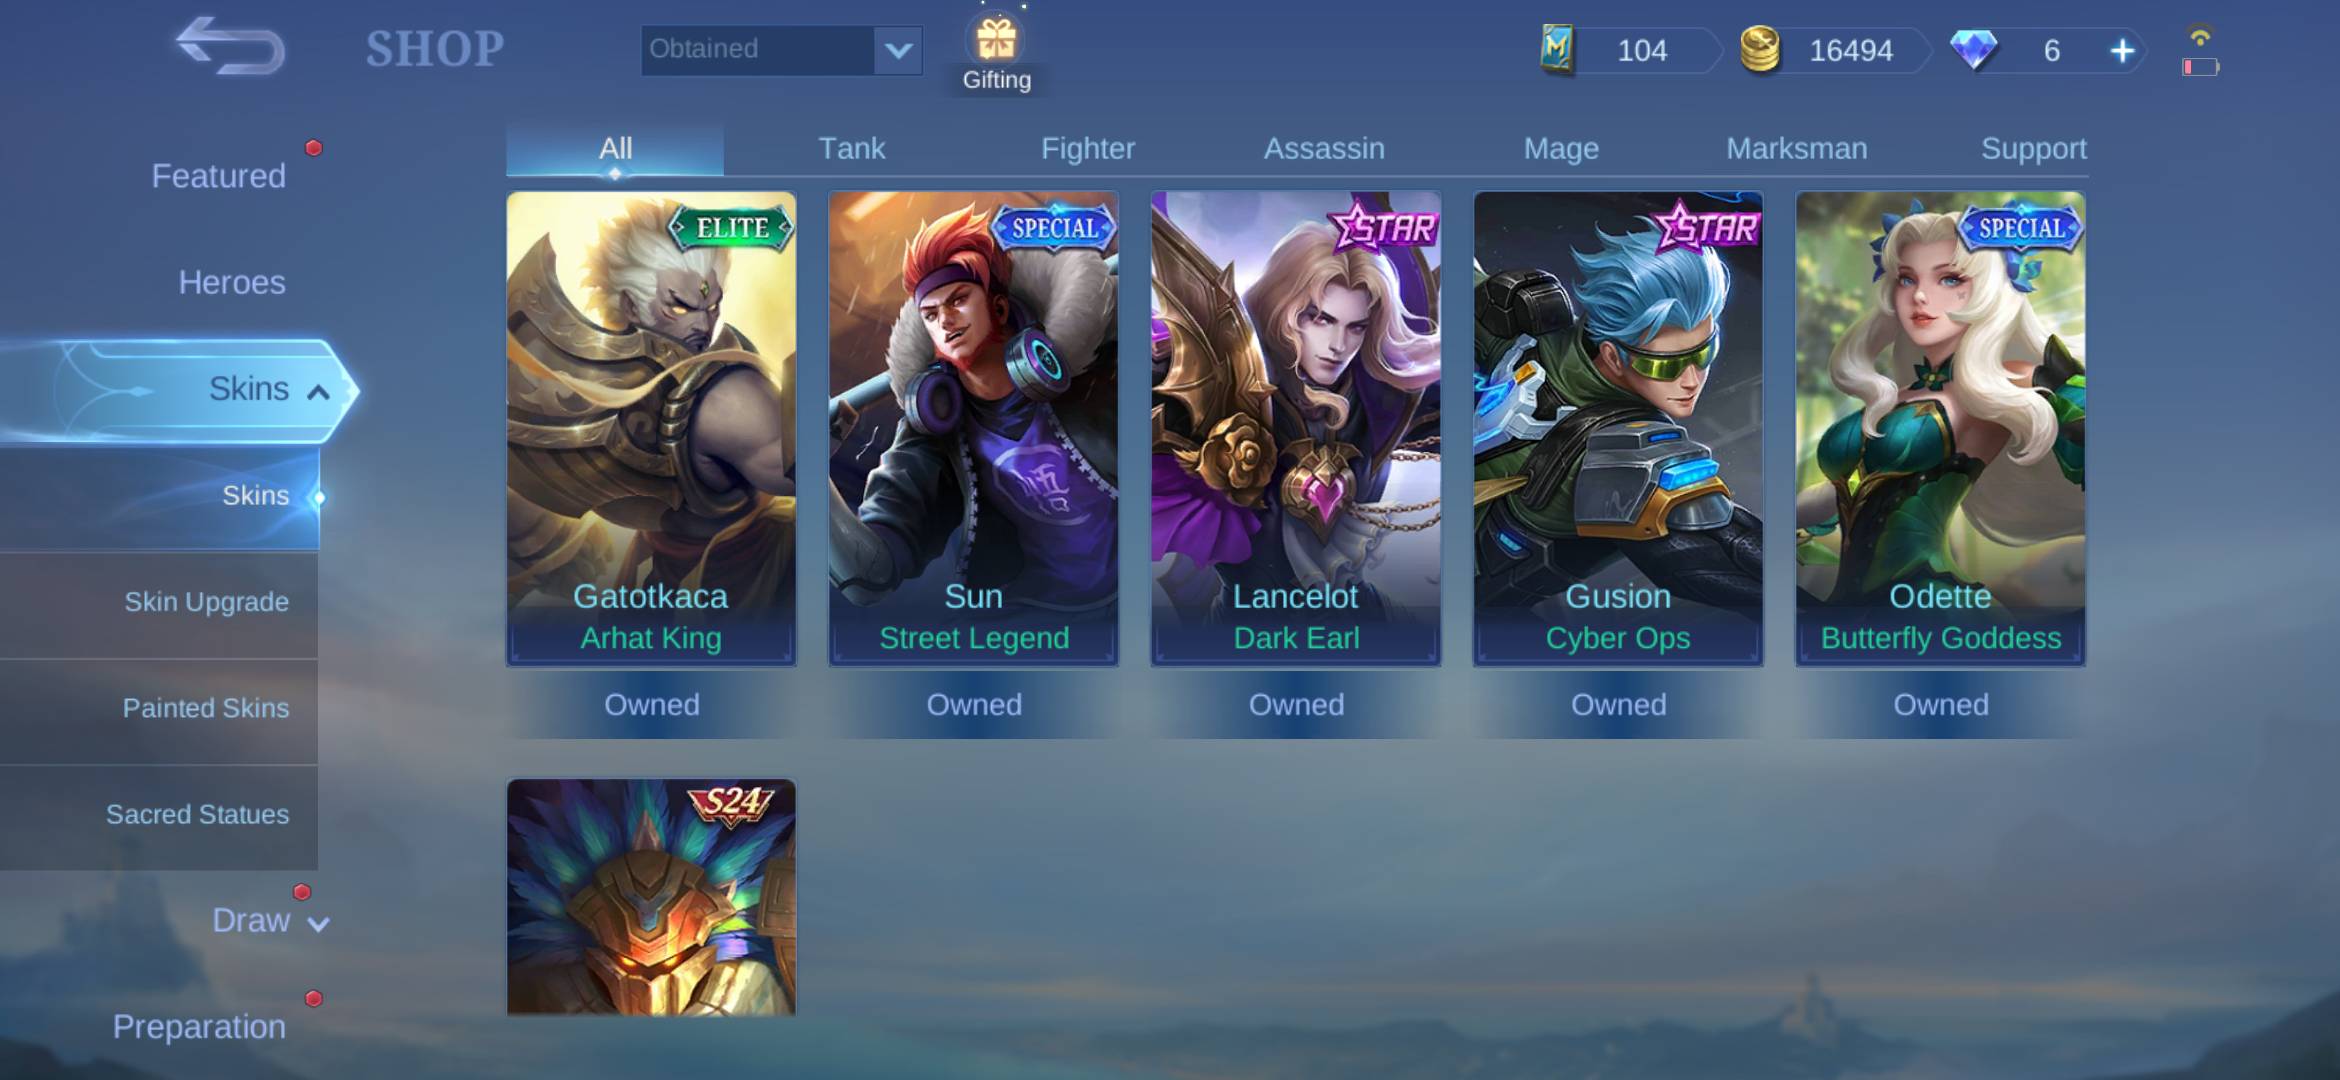 SHOP
Obtained
Gifting
104
16494
6
All
Tank
Fighter
Assassin
Mage
Marksman
Support
Featured
Heroes
Skins
Skins
Skin Upgrade
Painted Skins
Sacred Statues
Draw
Preparation
ELITE
Gatotkaca
Arhat King
Owned
SPECIAL
悟
Sun
Street Legend
Owned
STAR
Lancelot
Dark Earl
Owned
STAR
Gusion
Cyber Ops
Owned
SPECIAL
Odette
Butterfly Goddess
Owned
S24